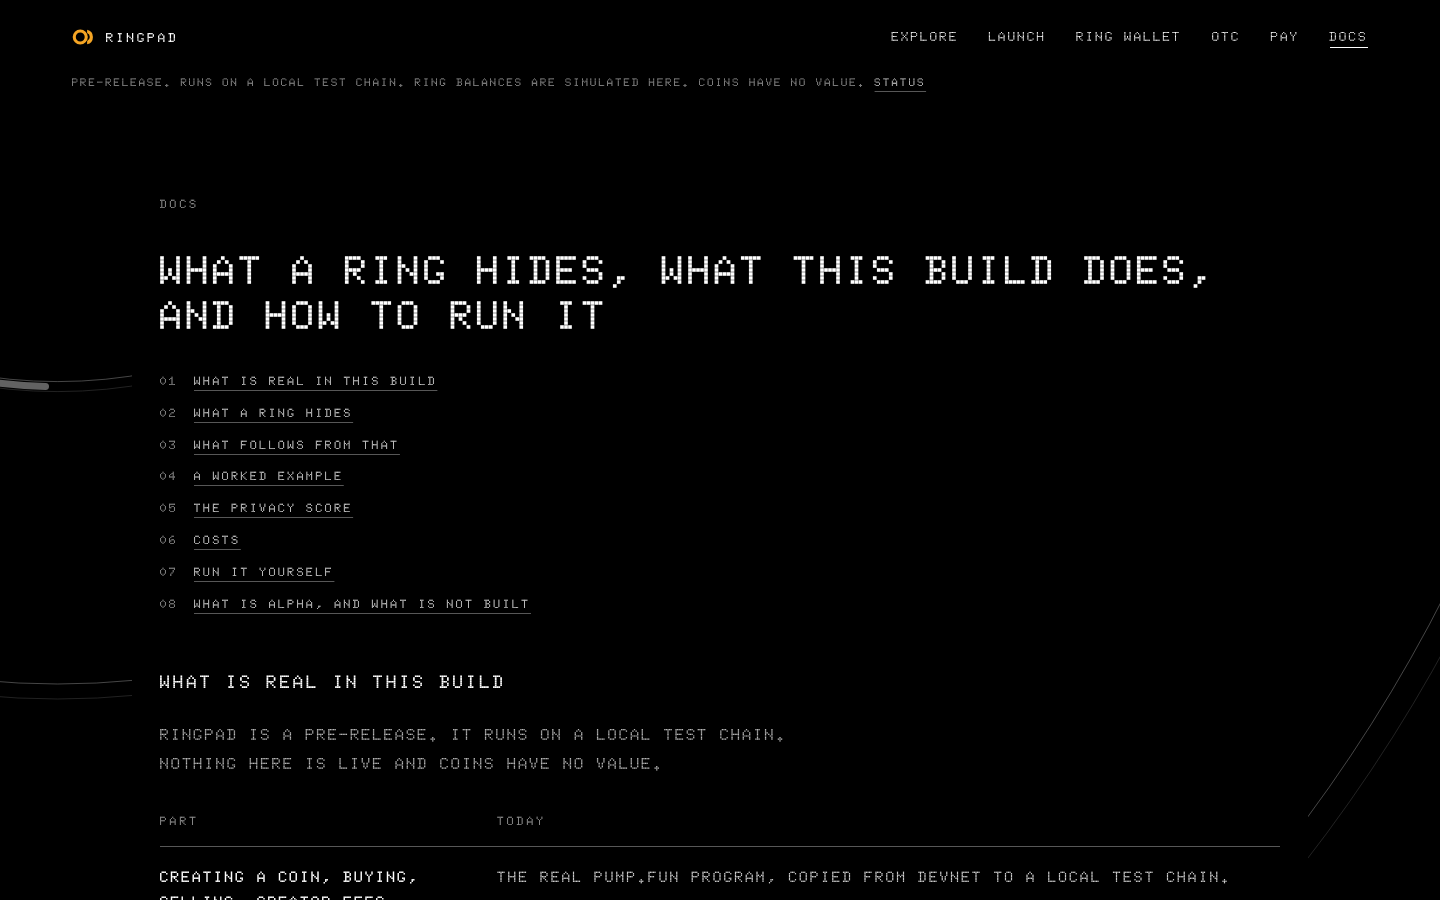 RINGPAD
EXPLORE LAUNCH RING WALLET OTC PAY DOCS
PRE-RELEASE. RUNS ON A LOCAL TEST CHAIN. RING BALANCES ARE SIMULATED HERE. COINS HAVE NO VALUE. STATUS
DOCS
WHAT A RING HIDES, WHAT THIS BUILD DOES,
AND HOW TO RUN IT
01 WHAT IS REAL IN THIS BUILD
02 WHAT A RING HIDES
03 WHAT FOLLOWS FROM THAT
04 A WORKED EXAMPLE
05 THE PRIVACY SCORE
06 COSTS
07 RUN IT YOURSELF
08 WHAT IS ALPHA, AND WHAT IS NOT BUILT
WHAT IS REAL IN THIS BUILD
RINGPAD IS A PRE-RELEASE. IT RUNS ON A LOCAL TEST CHAIN.
NOTHING HERE IS LIVE AND COINS HAVE NO VALUE.
PART TODAY
CREATING A COIN, BUYING, THE REAL PUMP.FUN PROGRAM, COPIED FROM DEVNET TO A LOCAL TEST CHAIN.
SELLING, CREATOR FEES